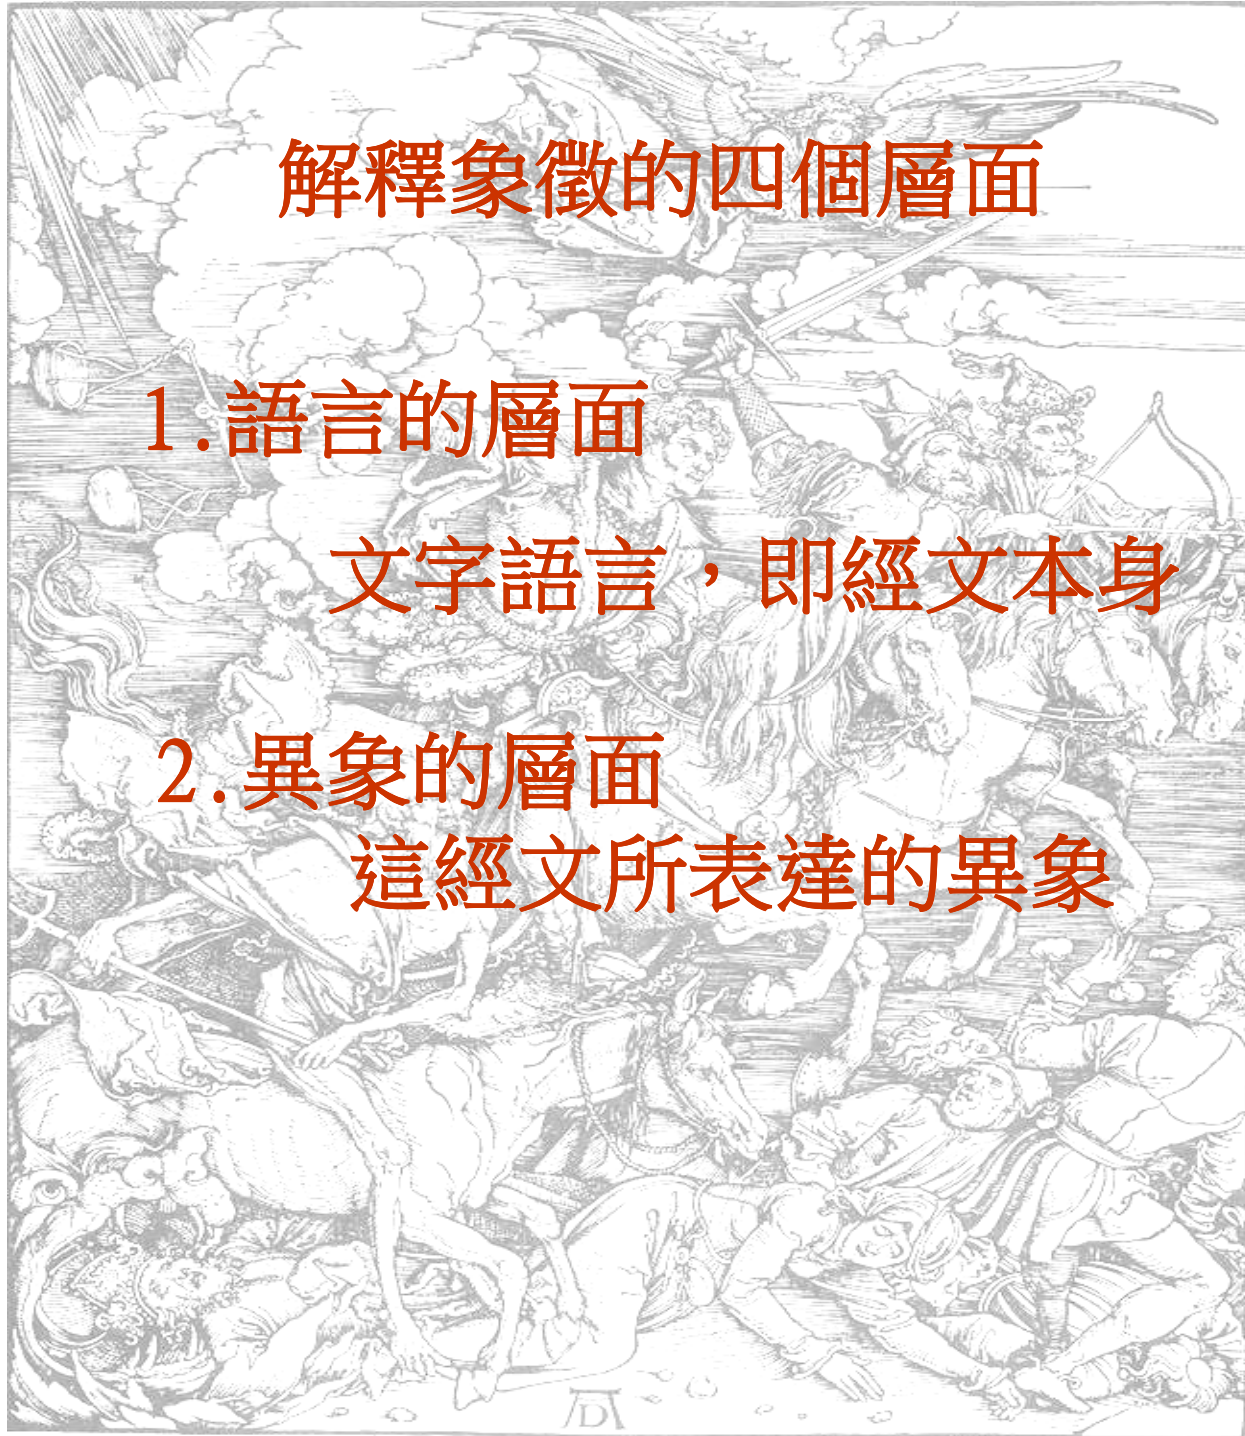 解釋象徵的四個層面
1.語言的層面
文字語言，即經文本身
2.異象的層面
這經文所表達的異象
AD